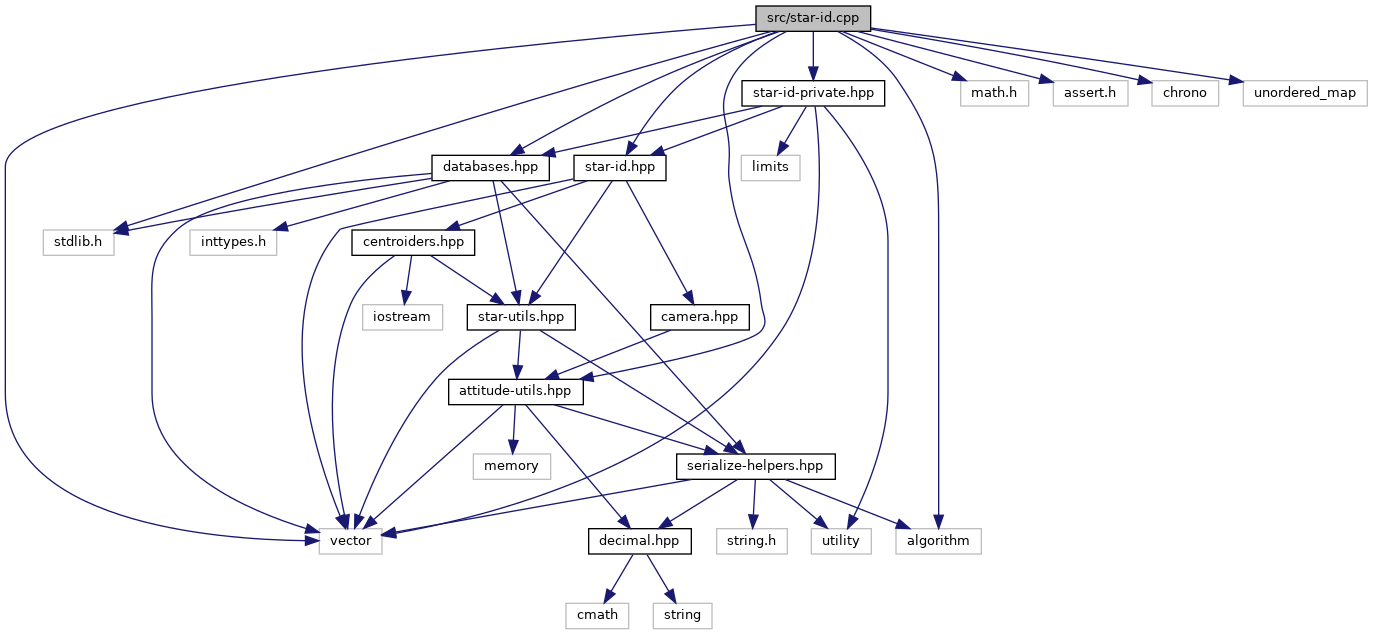 src/star-id.cpp
star-id-private.hpp
math.h
assert.h
chrono
unordered_map
databases.hpp
star-id.hpp
limits
stdlib.h
inttypes.h
centroiders.hpp
iostream
star-utils.hpp
camera.hpp
attitude-utils.hpp
memory
serialize-helpers.hpp
vector
decimal.hpp
string.h
utility
algorithm
cmath
string